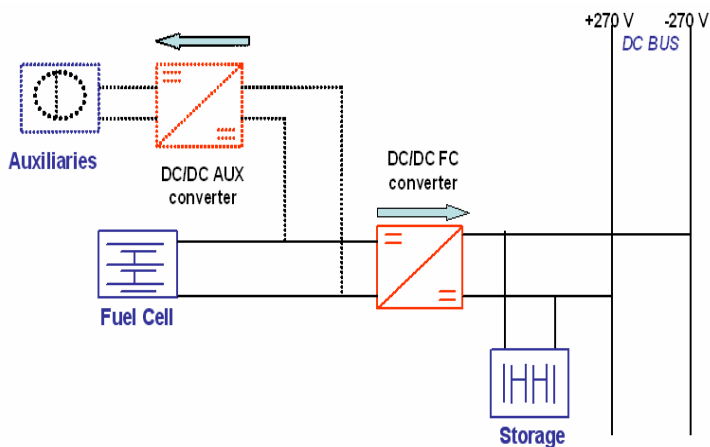 +270 V -270 V
DC BUS
Auxiliaries
DC/DC AUX
converter
DC/DC FC
converter
Fuel Cell
Storage